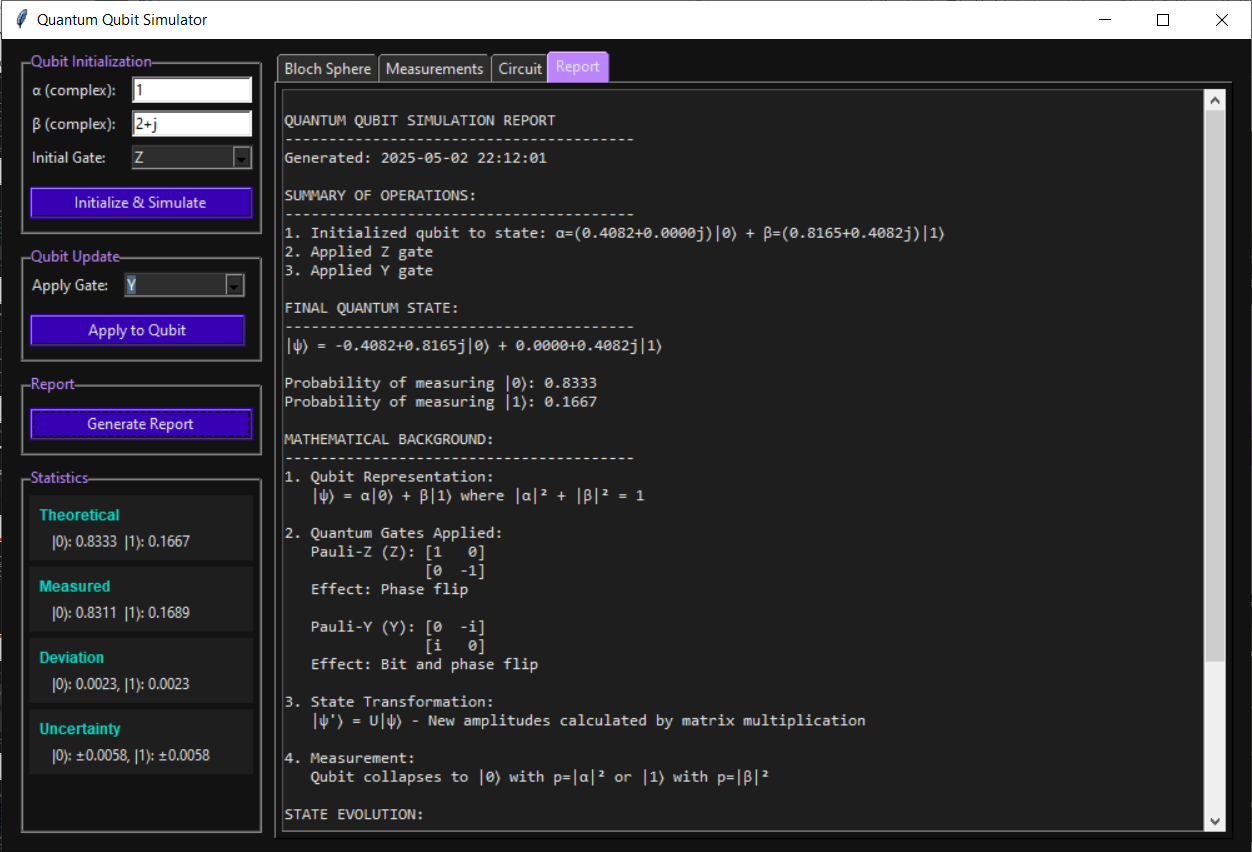 Quantum Qubit Simulator
Qubit Initialization
α (complex): 1
β (complex): 2+j
Initial Gate: Z
Initialize & Simulate
Qubit Update
Apply Gate: Y
Apply to Qubit
Report
Generate Report
Statistics
Theoretical
|0⟩: 0.8333 |1⟩: 0.1667
Measured
|0⟩: 0.8311 |1⟩: 0.1689
Deviation
|0⟩: 0.0023, |1⟩: 0.0023
Uncertainty
|0⟩: ±0.0058, |1⟩: ±0.0058
Bloch Sphere Measurements Circuit Report
QUANTUM QUBIT SIMULATION REPORT
----------------------------------------
Generated: 2025-05-02 22:12:01
SUMMARY OF OPERATIONS:
----------------------------------------
1. Initialized qubit to state: α=(0.4082+0.0000j)|0⟩ + β=(0.8165+0.4082j)|1⟩
2. Applied Z gate
3. Applied Y gate
FINAL QUANTUM STATE:
----------------------------------------
|ψ⟩ = -0.4082+0.8165j|0⟩ + 0.0000+0.4082j|1⟩
Probability of measuring |0⟩: 0.8333
Probability of measuring |1⟩: 0.1667
MATHEMATICAL BACKGROUND:
----------------------------------------
1. Qubit Representation:
|ψ⟩ = α|0⟩ + β|1⟩ where |α|² + |β|² = 1
2. Quantum Gates Applied:
Pauli-Z (Z): [1 0]
[0 -1]
Effect: Phase flip
Pauli-Y (Y): [0 -i]
[i 0]
Effect: Bit and phase flip
3. State Transformation:
|ψ'⟩ = U|ψ⟩ - New amplitudes calculated by matrix multiplication
4. Measurement:
Qubit collapses to |0⟩ with p=|α|² or |1⟩ with p=|β|²
STATE EVOLUTION: